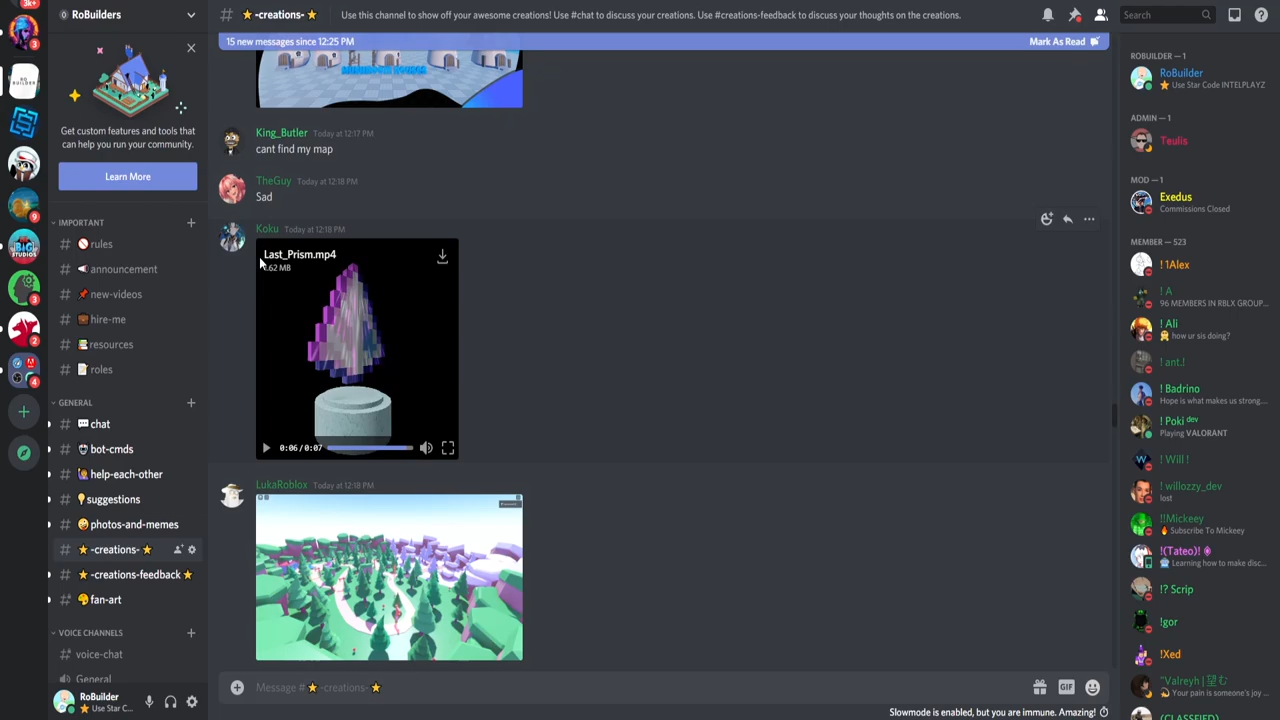 3K+
RoBuilders
⭐-creations-⭐
Use this channel to show off your awesome creations! Use #chat to discuss your creations. Use #creations-feedback to discuss your thoughts on the creations.
Search
15 new messages since 12:25 PM
Mark As Read
Get custom features and tools that
can help you run your community.
Learn More
IMPORTANT
rules
announcement
new-videos
hire-me
resources
roles
GENERAL
chat
bot-cmds
help-each-other
suggestions
photos-and-memes
-creations-
-creations-feedback
fan-art
VOICE CHANNELS
voice-chat
General
RoBuilder
Use Star C...
King_Butler Today at 12:17 PM
cant find my map
TheGuy Today at 12:18 PM
Sad
Koku Today at 12:18 PM
Last_Prism.mp4
.62 MB
0:06/0:07
LukaRoblox Today at 12:18 PM
Message #⭐-creations-⭐
GIF
Slowmode is enabled, but you are immune. Amazing!
ROBUILDER — 1
RoBuilder
Use Star Code INTELPLAYZ
ADMIN — 1
Teulis
MOD — 1
Exedus
Commissions Closed
MEMBER — 523
! 1Alex
! A
96 MEMBERS IN RBLX GROUP...
! Ali
how ur sis doing?
! ant.!
! Badrino
Hope is what makes us strong...
! Poki dev
Playing VALORANT
! Will !
! willozzy_dev
lost
!!Mickeey
Subscribe To Mickeey
!(Tateo)!
Learning how to make disc...
!? Scrip
!gor
!Xed
"Valreyh | 望む
Your pain is someone's joy ...